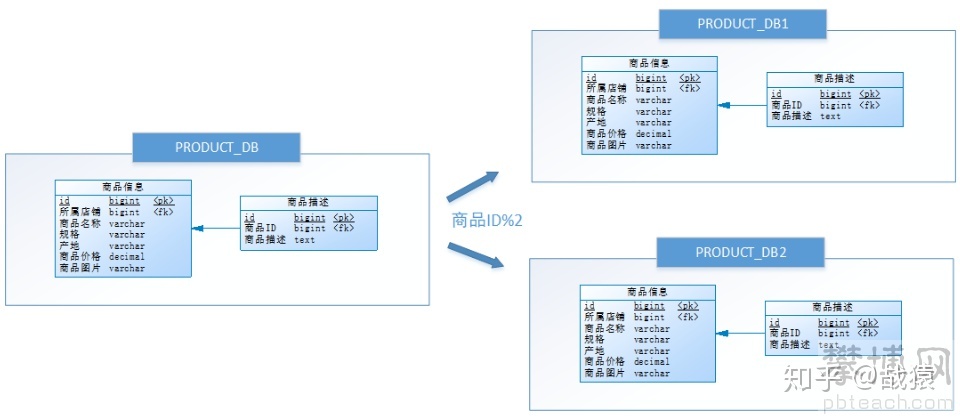 PRODUCT_DB
商品信息
id bigint <pk>
所属店铺 bigint <fk>
商品名称 varchar
规格 varchar
产地 varchar
商品价格 decimal
商品图片 varchar
商品描述
id bigint <pk>
商品ID bigint <fk>
商品描述 text
商品ID%2
PRODUCT_DB1
商品信息
id bigint <pk>
所属店铺 bigint <fk>
商品名称 varchar
规格 varchar
产地 varchar
商品价格 decimal
商品图片 varchar
商品描述
id bigint <pk>
商品ID bigint <fk>
商品描述 text
PRODUCT_DB2
商品信息
id bigint <pk>
所属店铺 bigint <fk>
商品名称 varchar
规格 varchar
产地 varchar
商品价格 decimal
商品图片 varchar
商品描述
id bigint <pk>
商品ID bigint <fk>
商品描述 text
攀博网
知乎 @战猿
pbteach.com